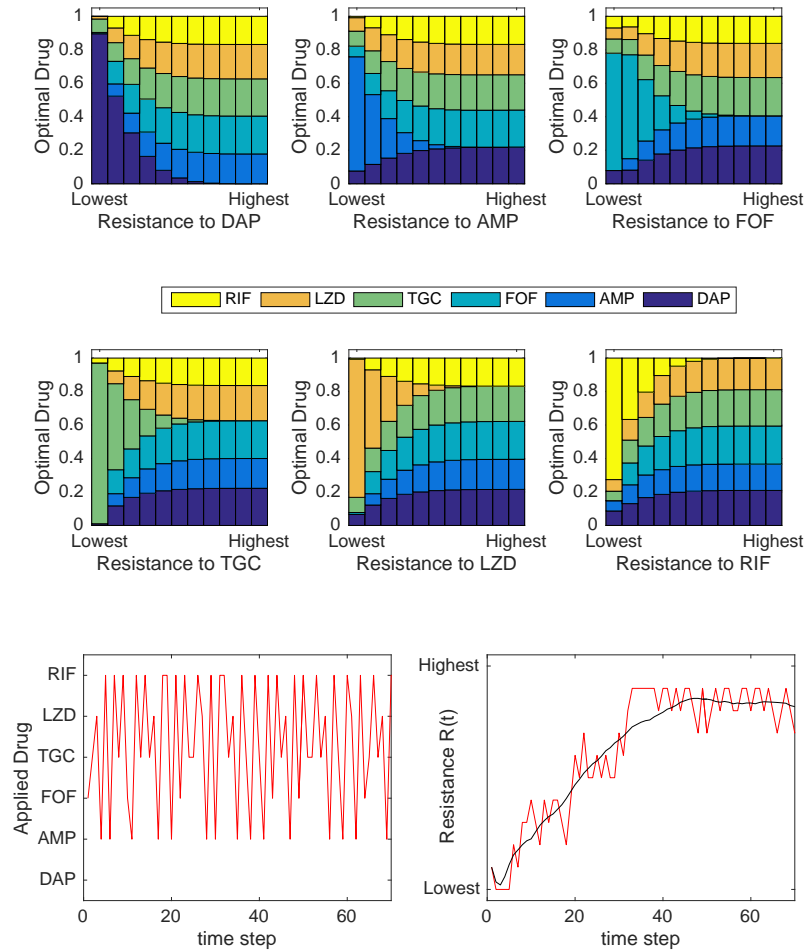 Optimal Drug
1
0.8
0.6
0.4
0.2
0
Lowest Highest
Resistance to DAP
Optimal Drug
1
0.8
0.6
0.4
0.2
0
Lowest Highest
Resistance to AMP
Optimal Drug
1
0.8
0.6
0.4
0.2
0
Lowest Highest
Resistance to FOF
RIF LZD TGC FOF AMP DAP
Optimal Drug
1
0.8
0.6
0.4
0.2
0
Lowest Highest
Resistance to TGC
Optimal Drug
1
0.8
0.6
0.4
0.2
0
Lowest Highest
Resistance to LZD
Optimal Drug
1
0.8
0.6
0.4
0.2
0
Lowest Highest
Resistance to RIF
Applied Drug
RIF
LZD
TGC
FOF
AMP
DAP
0 20 40 60
time step
Resistance R(t)
Highest
Lowest
0 20 40 60
time step